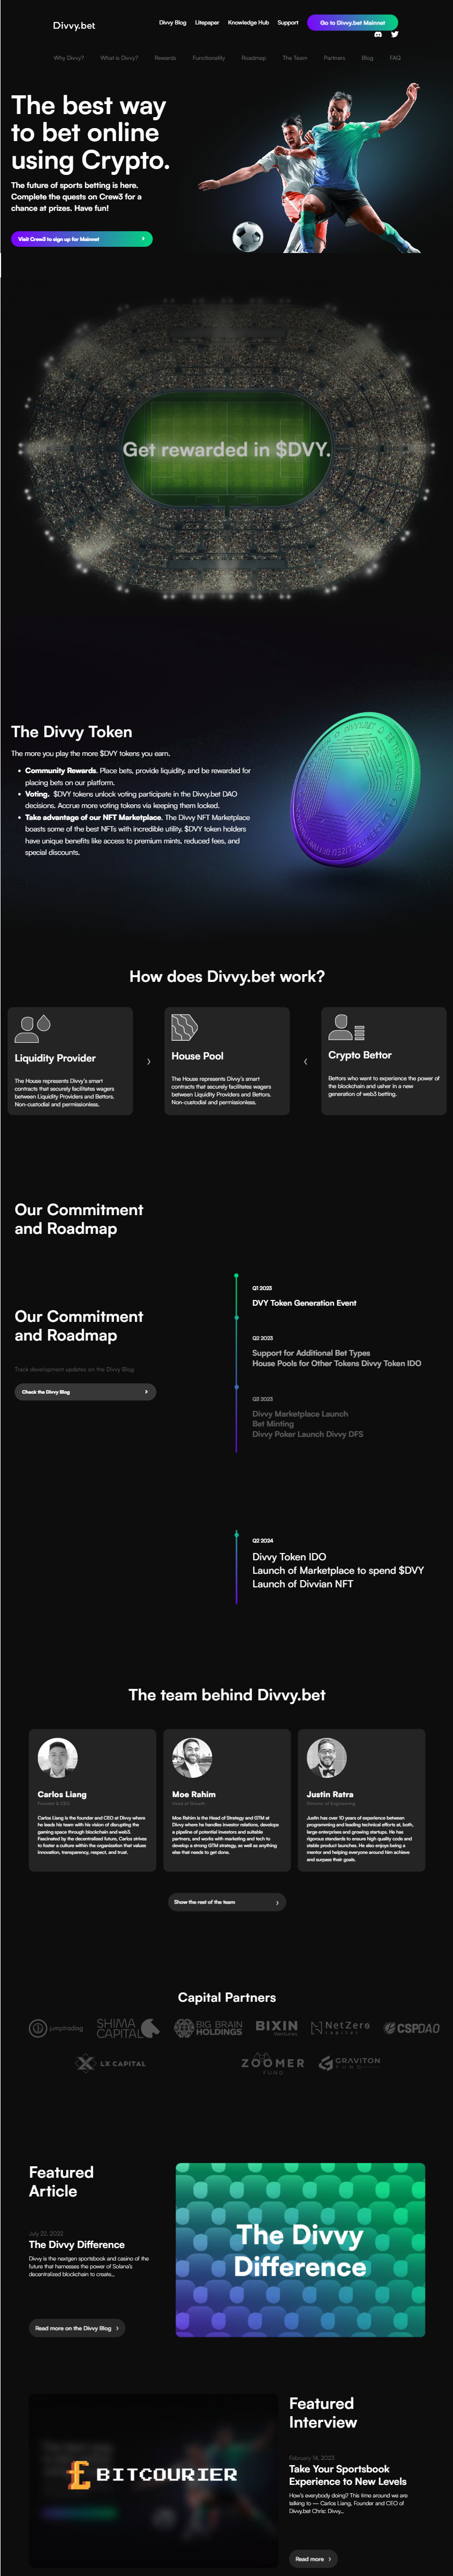 Divvy.bet
Divvy Blog Litepaper Knowledge Hub Support Go to Divvy.bet Mainnet
Why Divvy? What is Divvy? Rewards Functionality Roadmap The Team Partners Blog FAQ
The best way
to bet online
using Crypto.
The future of sports betting is here.
Complete the quests on Crew3 for a
chance at prizes. Have fun!
Visit Crew3 to sign up for Mainnet
Get rewarded in $DVY.
The Divvy Token
The more you play the more $DVY tokens you earn.
Community Rewards. Place bets, provide liquidity, and be rewarded for
placing bets on our platform.
Voting. $DVY tokens unlock voting participate in the Divvy.bet DAO
decisions. Accrue more voting tokens via keeping them locked.
Take advantage of our NFT Marketplace. The Divvy NFT Marketplace
boasts some of the best NFTs with incredible utility. $DVY token holders
have unique benefits like access to premium mints, reduced fees, and
special discounts.
How does Divvy.bet work?
Liquidity Provider
The House represents Divvy's smart
contracts that securely facilitates wagers
between Liquidity Providers and Bettors.
Non-custodial and permissionless.
House Pool
The House represents Divvy's smart
contracts that securely facilitates wagers
between Liquidity Providers and Bettors.
Non-custodial and permissionless.
Crypto Bettor
Bettors who want to experience the power of
the blockchain and usher in a new
generation of web3 betting.
Our Commitment
and Roadmap
Our Commitment
and Roadmap
Track development updates on the Divvy Blog
Check the Divvy Blog
Q1 2023
DVY Token Generation Event
Q2 2023
Support for Additional Bet Types
House Pools for Other Tokens Divvy Token IDO
Q3 2023
Divvy Marketplace Launch
Bet Minting
Divvy Poker Launch Divvy DFS
Q2 2024
Divvy Token IDO
Launch of Marketplace to spend $DVY
Launch of Divvian NFT
The team behind Divvy.bet
Carlos Liang
Founder & CEO
Carlos Liang is the founder and CEO at Divvy where
he leads his team with his vision of disrupting the
gaming space through blockchain and web3.
Fascinated by the decentralized future, Carlos strives
to foster a culture within the organization that values
innovation, transparency, respect, and trust.
Moe Rahim
Head of Growth
Moe Rahim is the Head of Strategy and GTM at
Divvy where he handles investor relations, develops
a pipeline of potential investors and suitable
partners, and works with marketing and tech to
develop a strong GTM strategy, as well as anything
else that needs to get done.
Justin Ratra
Director of Engineering
Justin has over 10 years of experience between
programming and leading technical efforts at, both,
large enterprises and growing startups. He has
rigorous standards to ensure high quality code and
stable product launches. He also enjoys being a
mentor and helping everyone around him achieve
and surpass their goals.
Show the rest of the team
Capital Partners
jumptrading
SHIMA
CAPITAL
BIG BRAIN
HOLDINGS
BIXIN
Ventures
NetZero
capital
CSPDAO
LX CAPITAL
ZOOMER
FUND
GRAVITON
FUND
Featured
Article
July 22, 2022
The Divvy Difference
Divvy is the nextgen sportsbook and casino of the
future that harnesses the power of Solana's
decentralized blockchain to create...
Read more on the Divvy Blog
The Divvy
Difference
BITCOURIER
Featured
Interview
February 14, 2023
Take Your Sportsbook
Experience to New Levels
How's everybody doing? This time around we are
talking to — Carlos Liang, Founder and CEO of
Divvy.bet Chris: Divvy...
Read more